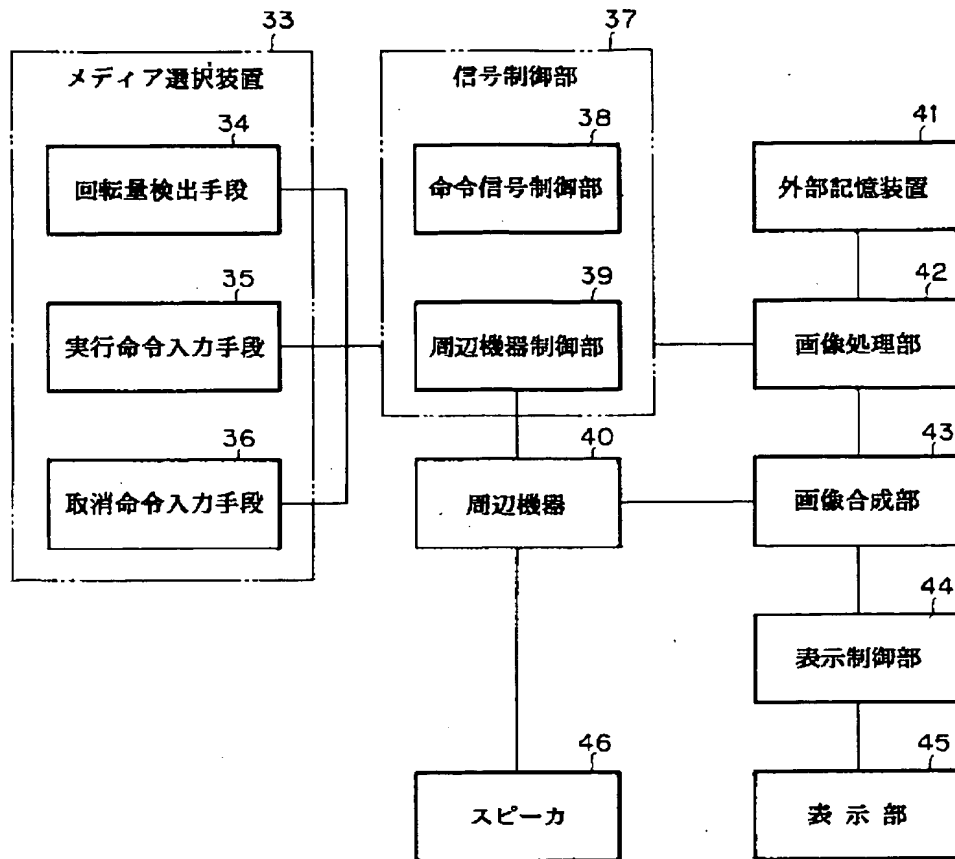 33
メディア選択装置
34
回転量検出手段
35
実行命令入力手段
36
取消命令入力手段
37
信号制御部
38
命令信号制御部
39
周辺機器制御部
40
周辺機器
46
スピーカ
41
外部記憶装置
42
画像処理部
43
画像合成部
44
表示制御部
45
表示部